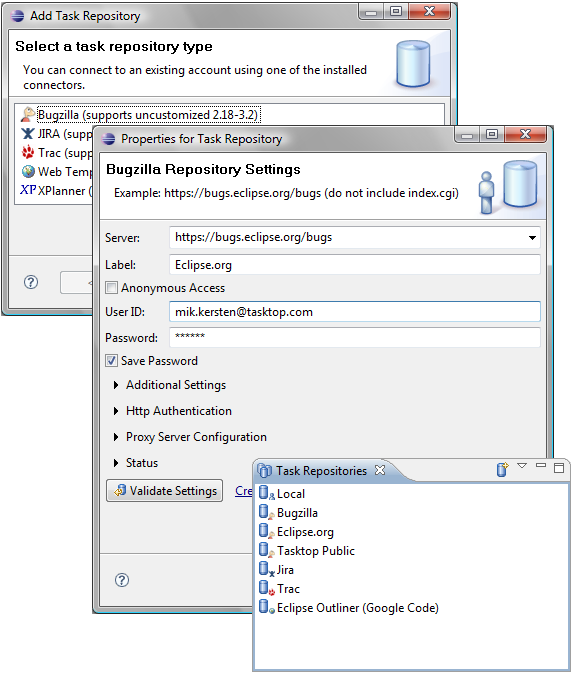 Add Task Repository
Select a task repository type
You can connect to an existing account using one of the installed
connectors.
Bugzilla (supports uncustomized 2.18-3.2)
JIRA (supp
Trac (supp
Web Temp
XPlanner (
Properties for Task Repository
Bugzilla Repository Settings
Example: https://bugs.eclipse.org/bugs (do not include index.cgi)
Server: https://bugs.eclipse.org/bugs
Label: Eclipse.org
Anonymous Access
User ID: mik.kersten@tasktop.com
Password: ******
Save Password
Additional Settings
Http Authentication
Proxy Server Configuration
Status
Validate Settings Cre
Task Repositories
Local
Bugzilla
Eclipse.org
Tasktop Public
Jira
Trac
Eclipse Outliner (Google Code)